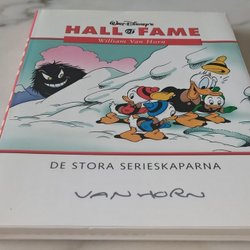 Walt Disney's
HALL of FAME
William Van Horn
DE STORA SERIESKAPARNA
VAN HORN